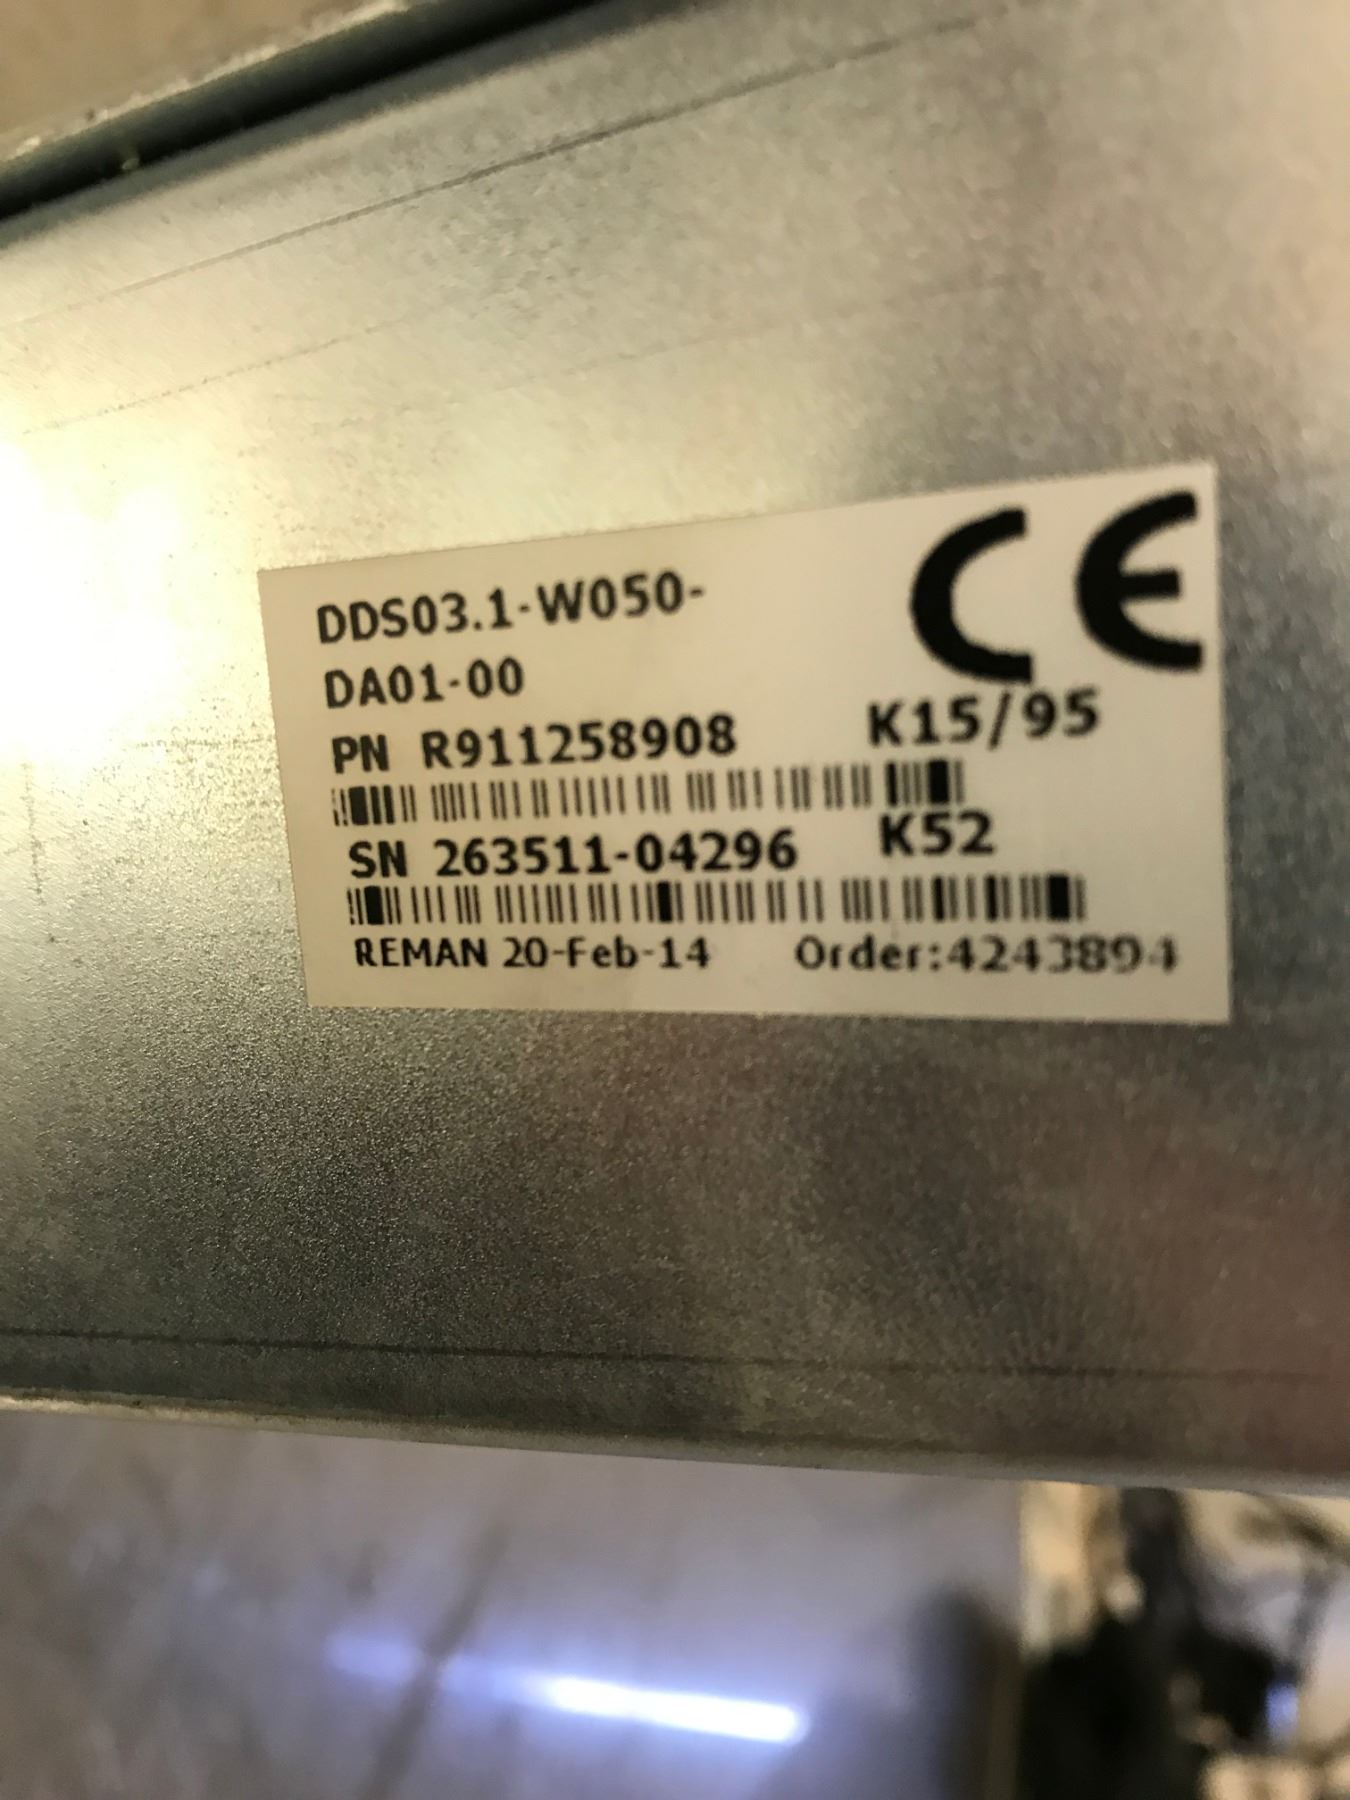 DDS03.1-W050-
DA01-00
CE
PN R911258908 K15/95
SN 263511-04296 K52
REMAN 20-Feb-14 Order:4243894